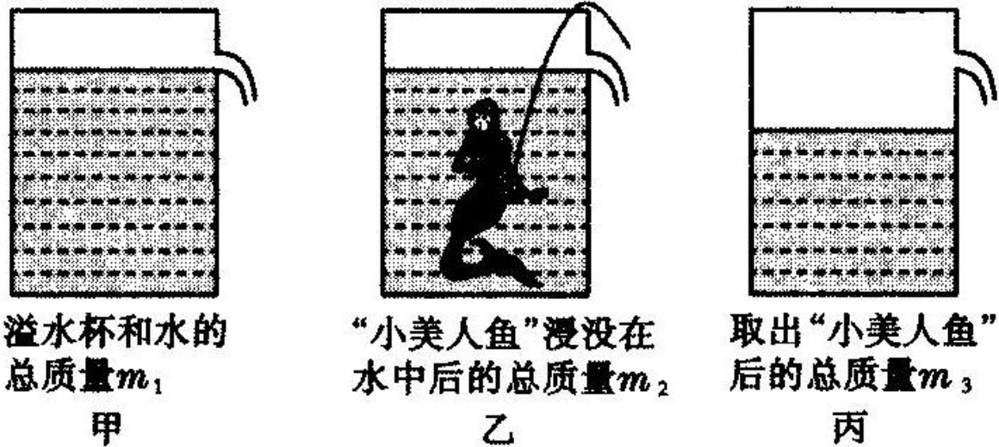 溢水杯和水的
总质量m₁
甲
“小美人鱼”浸没在
水中后的总质量m₂
乙
取出“小美人鱼”
后的总质量m₃
丙